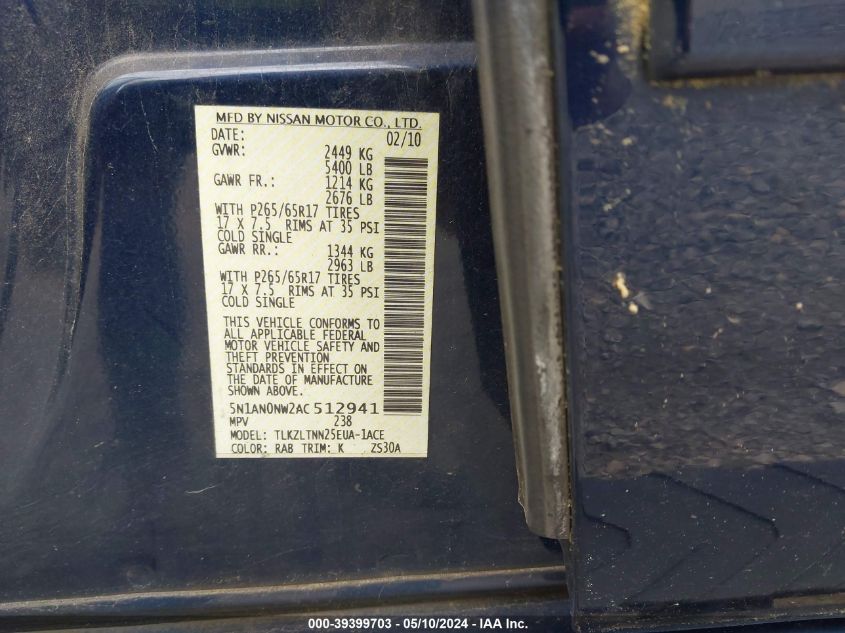 MFD BY NISSAN MOTOR CO., LTD.
DATE: 02/10
GVWR: 2449 KG
5400 LB
GAWR FR.: 1214 KG
2676 LB
WITH P265/65R17 TIRES
17 X 7.5 RIMS AT 35 PSI
COLD SINGLE
GAWR RR.: 1344 KG
2963 LB
WITH P265/65R17 TIRES
17 X 7.5 RIMS AT 35 PSI
COLD SINGLE
THIS VEHICLE CONFORMS TO
ALL APPLICABLE FEDERAL
MOTOR VEHICLE SAFETY AND
THEFT PREVENTION
STANDARDS IN EFFECT ON
THE DATE OF MANUFACTURE
SHOWN ABOVE.
5N1AN0NW2AC512941
MPV 238
MODEL: TLKZLTNN25EUA-1ACE
COLOR: RAB TRIM: K ZS30A
000-39399703 - 05/10/2024 - IAA Inc.